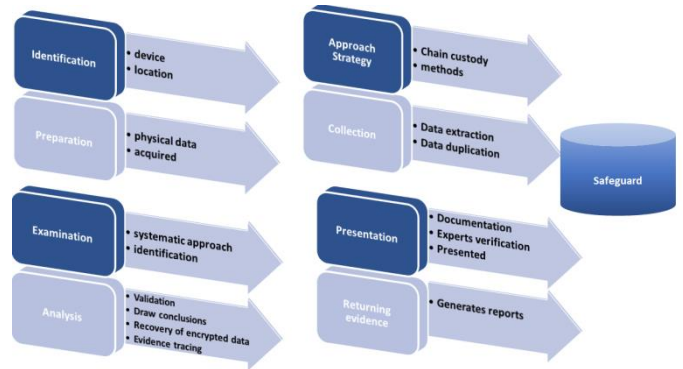 Identification
• device
• location
Preparation
• physical data
• acquired
Approach
Strategy
• Chain custody
• methods
Collection
• Data extraction
• Data duplication
Safeguard
Examination
• systematic approach
• identification
Analysis
• Validation
• Draw conclusions
• Recovery of encrypted data
• Evidence tracing
Presentation
• Documentation
• Experts verification
• Presented
Returning
evidence
• Generates reports